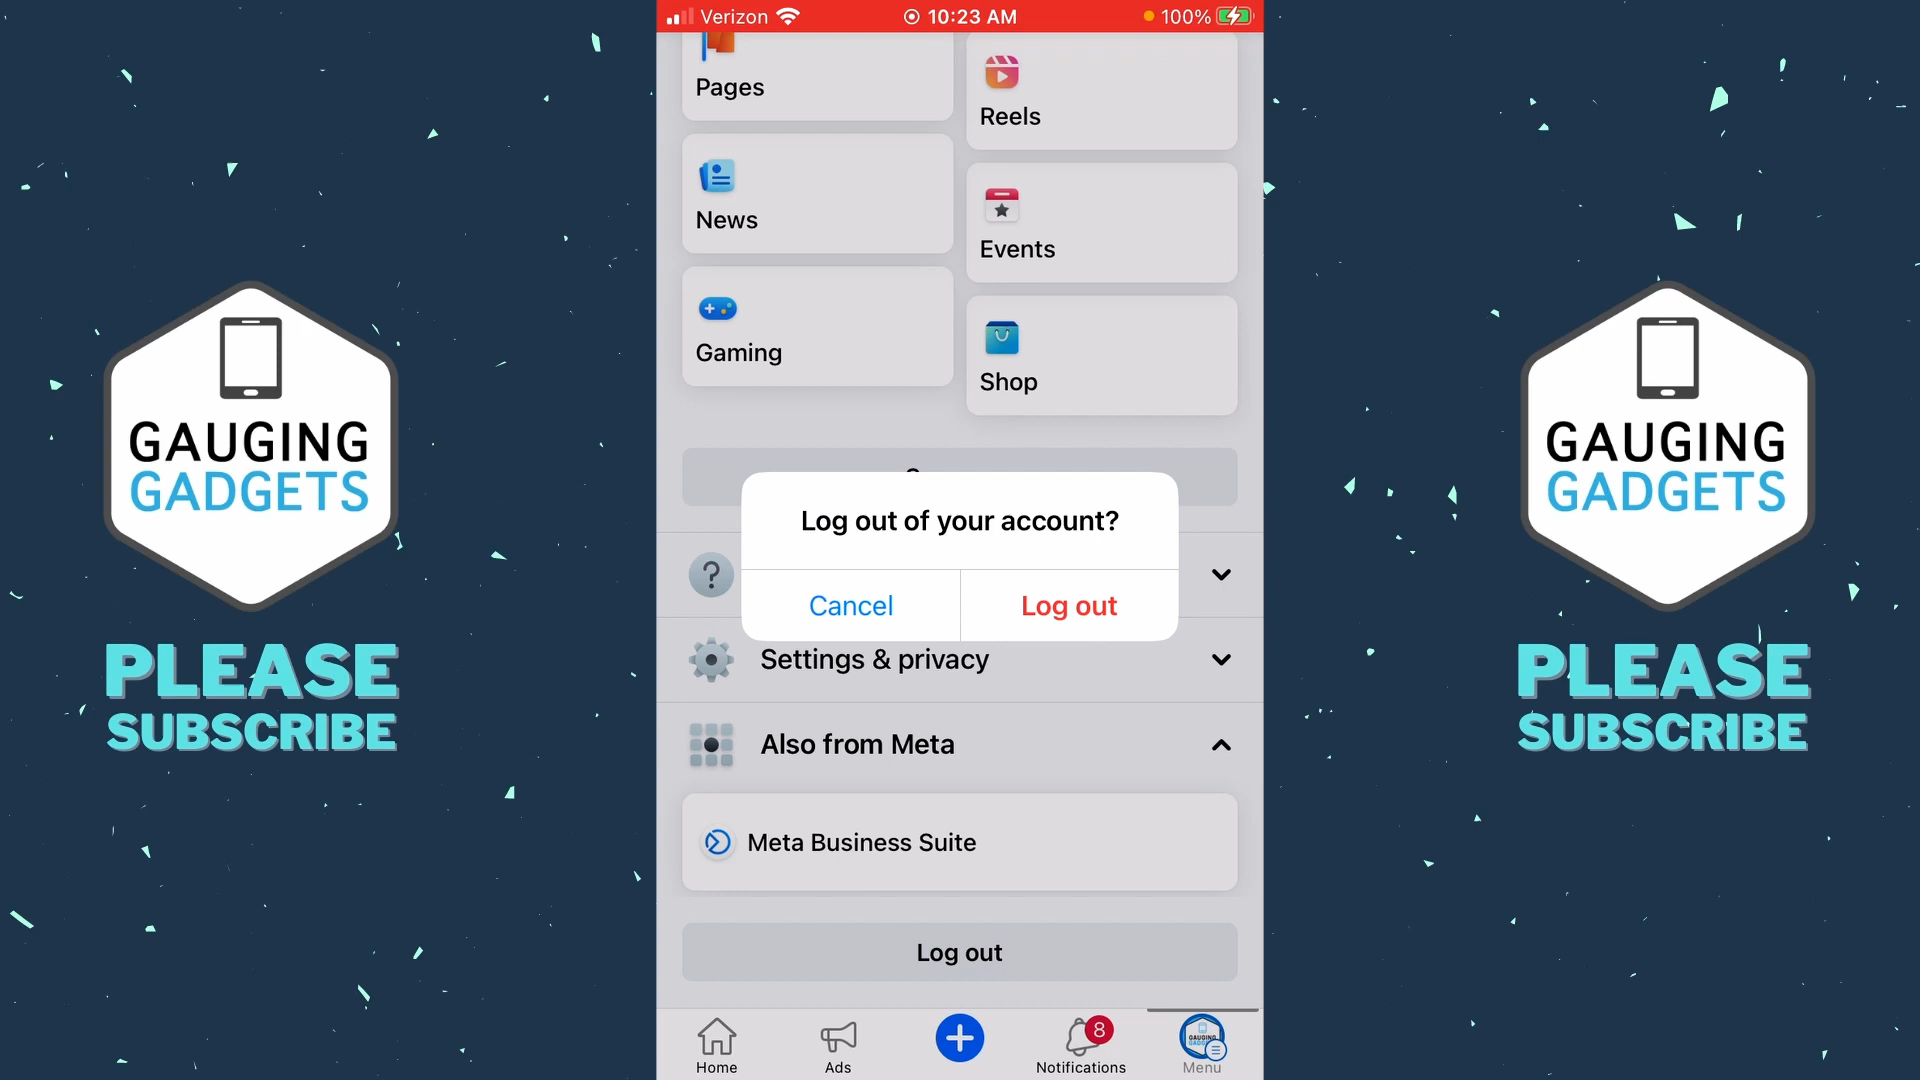 Verizon 10:23 AM 100%
Pages
Reels
News
Events
Gaming
Shop
Log out of your account?
Cancel Log out
Settings & privacy
Also from Meta
Meta Business Suite
Log out
8
Home Ads Notifications Menu
GAUGING
GADGETS
PLEASE
SUBSCRIBE
GAUGING
GADGETS
PLEASE
SUBSCRIBE